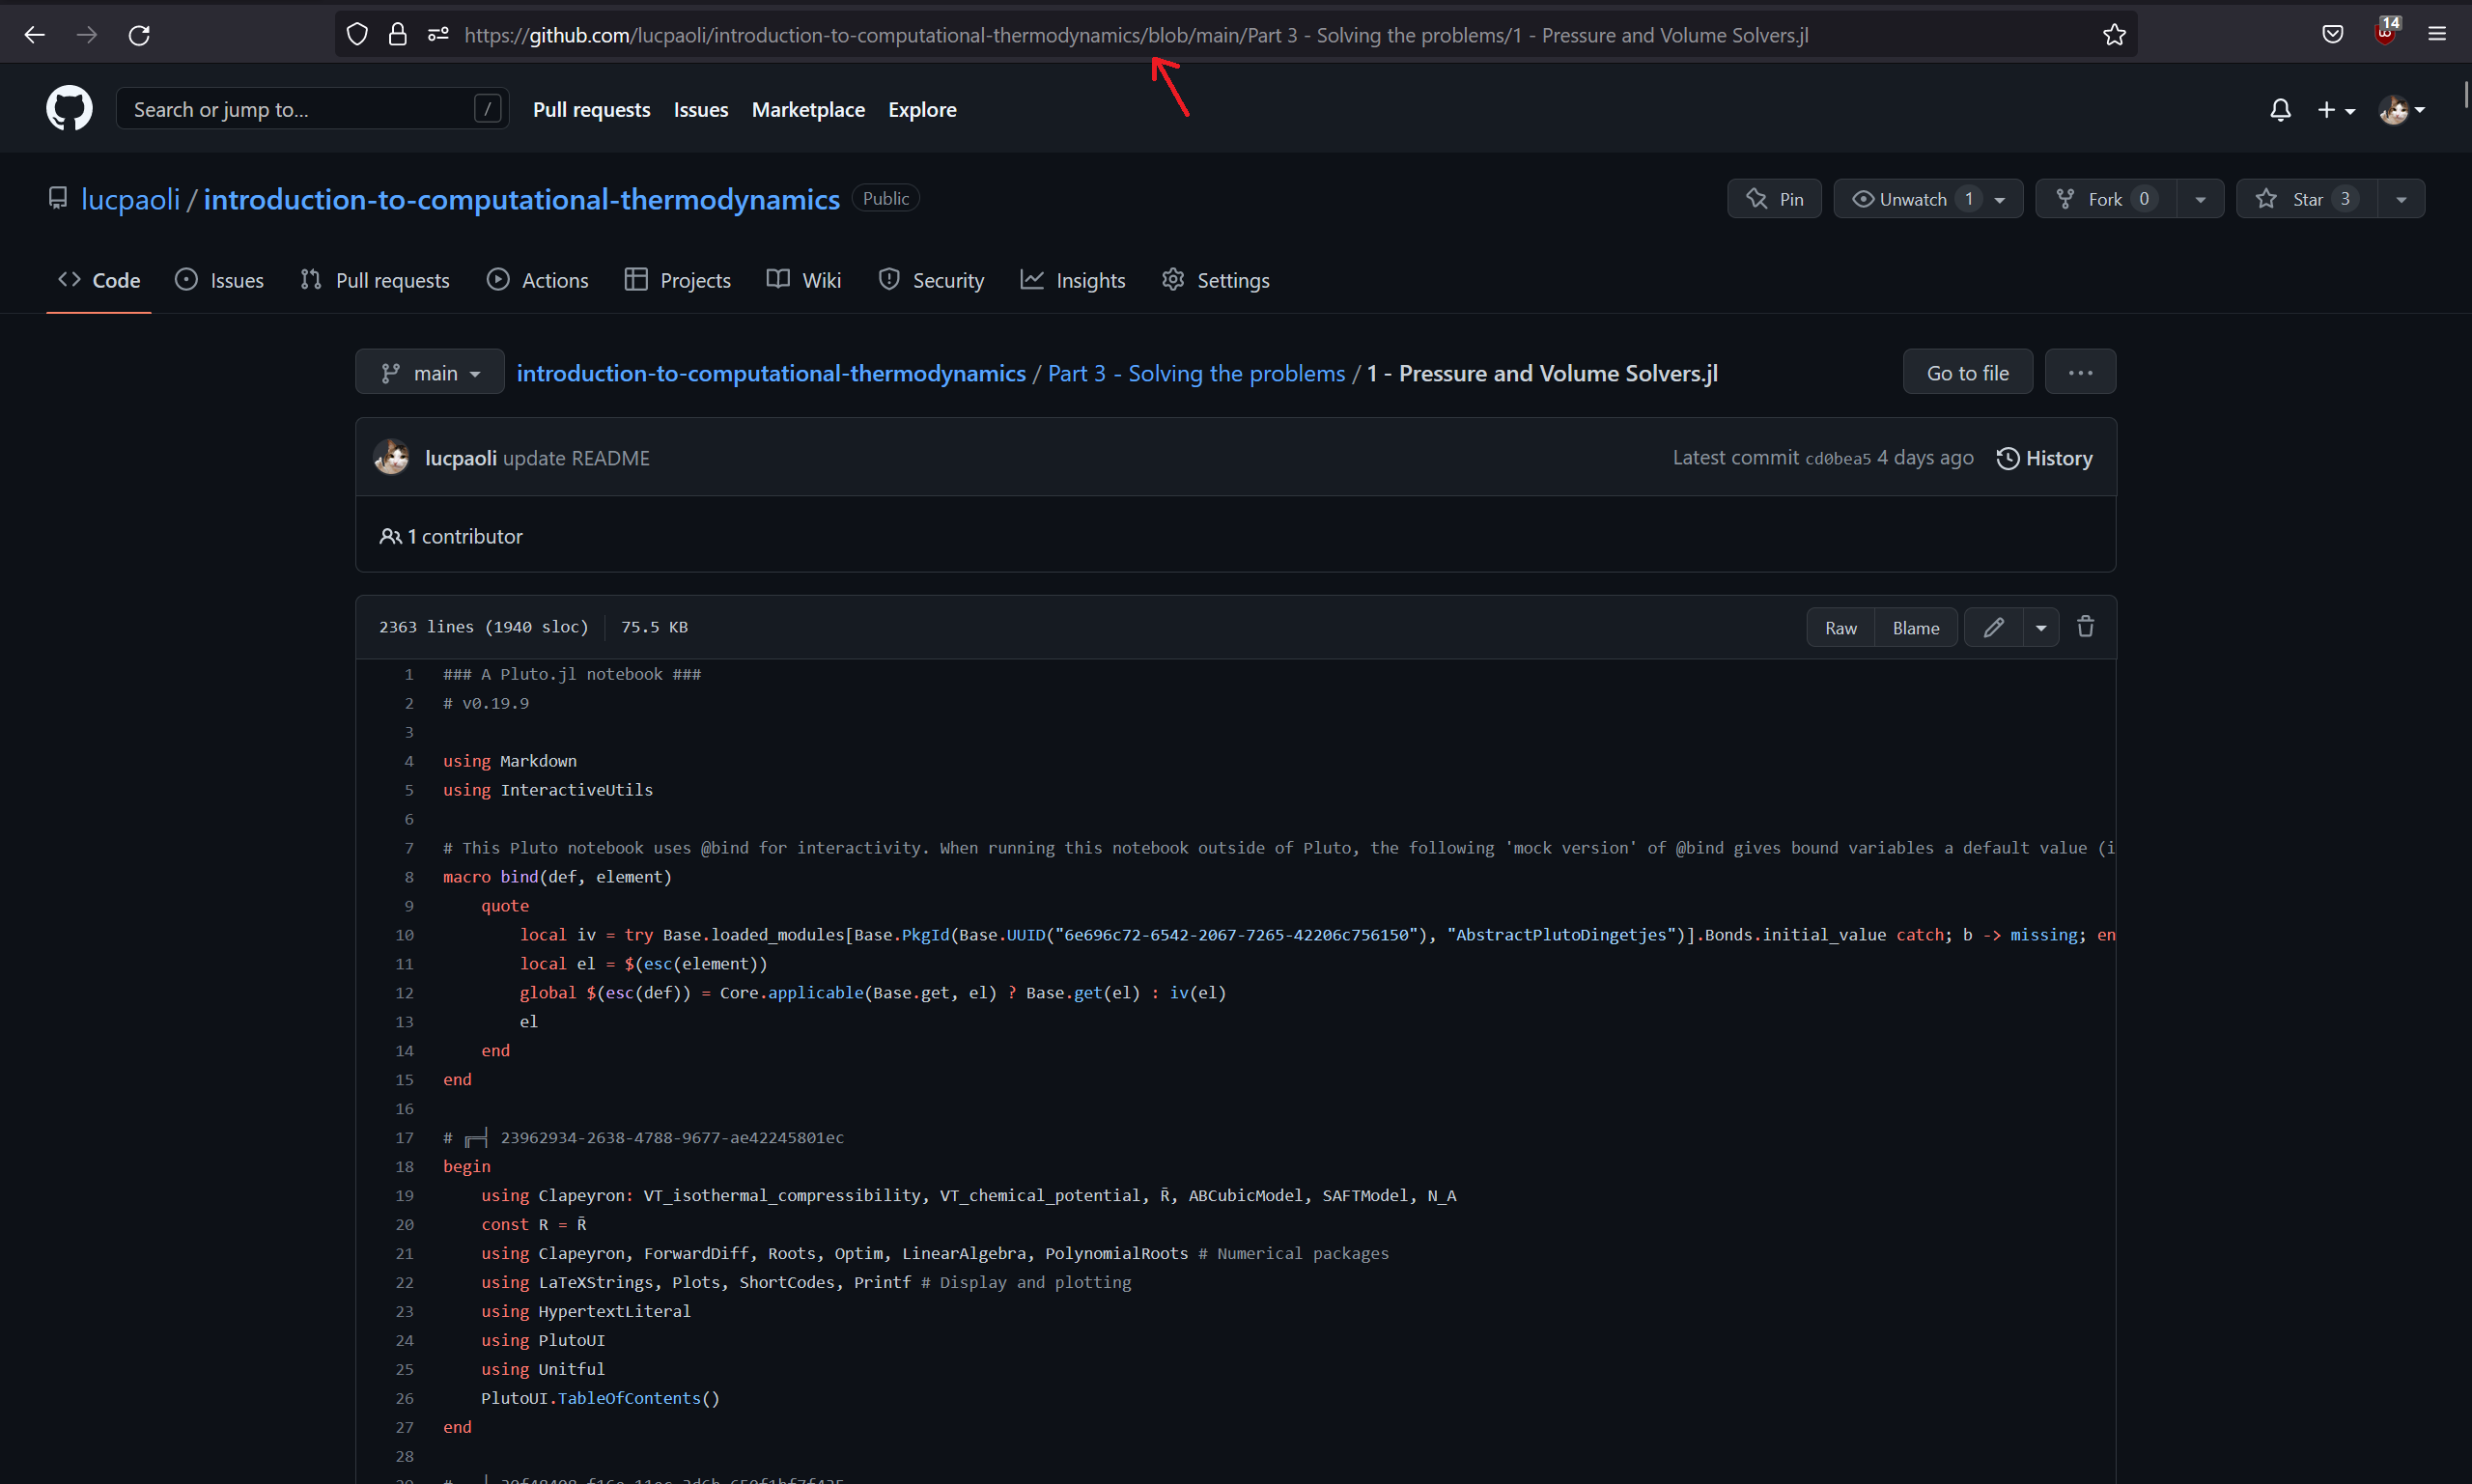 https://github.com/lucpaoli/introduction-to-computational-thermodynamics/blob/main/Part 3 - Solving the problems/1 - Pressure and Volume Solvers.jl
14
Search or jump to... / Pull requests Issues Marketplace Explore
lucpaoli / introduction-to-computational-thermodynamics Public Pin Unwatch 1 Fork 0 Star 3
Code Issues Pull requests Actions Projects Wiki Security Insights Settings
main introduction-to-computational-thermodynamics / Part 3 - Solving the problems / 1 - Pressure and Volume Solvers.jl Go to file ...
lucpaoli update README Latest commit cd0bea5 4 days ago History
1 contributor
2363 lines (1940 sloc) 75.5 KB Raw Blame
1 ### A Pluto.jl notebook ###
2 # v0.19.9
3
4 using Markdown
5 using InteractiveUtils
6
7 # This Pluto notebook uses @bind for interactivity. When running this notebook outside of Pluto, the following 'mock version' of @bind gives bound variables a default value (i
8 macro bind(def, element)
9 quote
10 local iv = try Base.loaded_modules[Base.PkgId(Base.UUID("6e696c72-6542-2067-7265-42206c756150"), "AbstractPlutoDingetjes")].Bonds.initial_value catch; b -> missing; en
11 local el = $(esc(element))
12 global $(esc(def)) = Core.applicable(Base.get, el) ? Base.get(el) : iv(el)
13 el
14 end
15 end
16
17 # ╔═╡ 23962934-2638-4788-9677-ae42245801ec
18 begin
19 using Clapeyron: VT_isothermal_compressibility, VT_chemical_potential, R̄, ABCubicModel, SAFTModel, N_A
20 const R = R̄
21 using Clapeyron, ForwardDiff, Roots, Optim, LinearAlgebra, PolynomialRoots # Numerical packages
22 using LaTeXStrings, Plots, ShortCodes, Printf # Display and plotting
23 using HypertextLiteral
24 using PlutoUI
25 using Unitful
26 PlutoUI.TableOfContents()
27 end
28